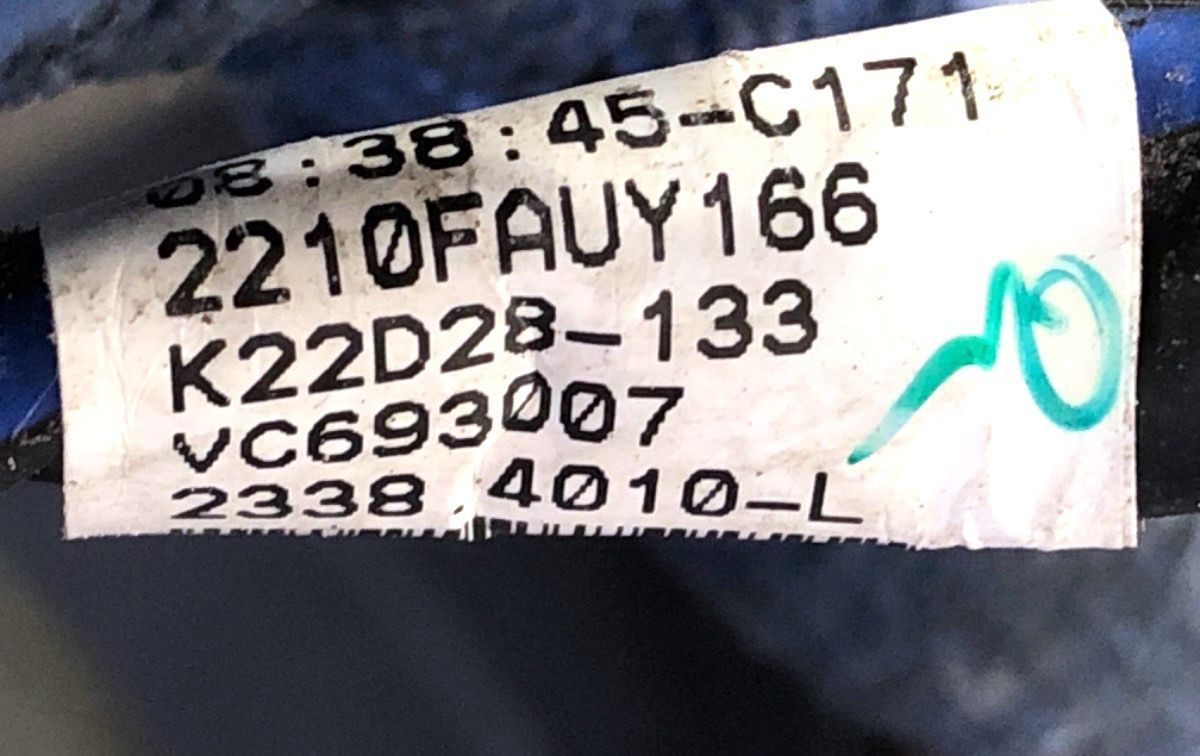 08:38:45-C171
2210FAUY166
K22D28-133
VC693007
2338.4010-L